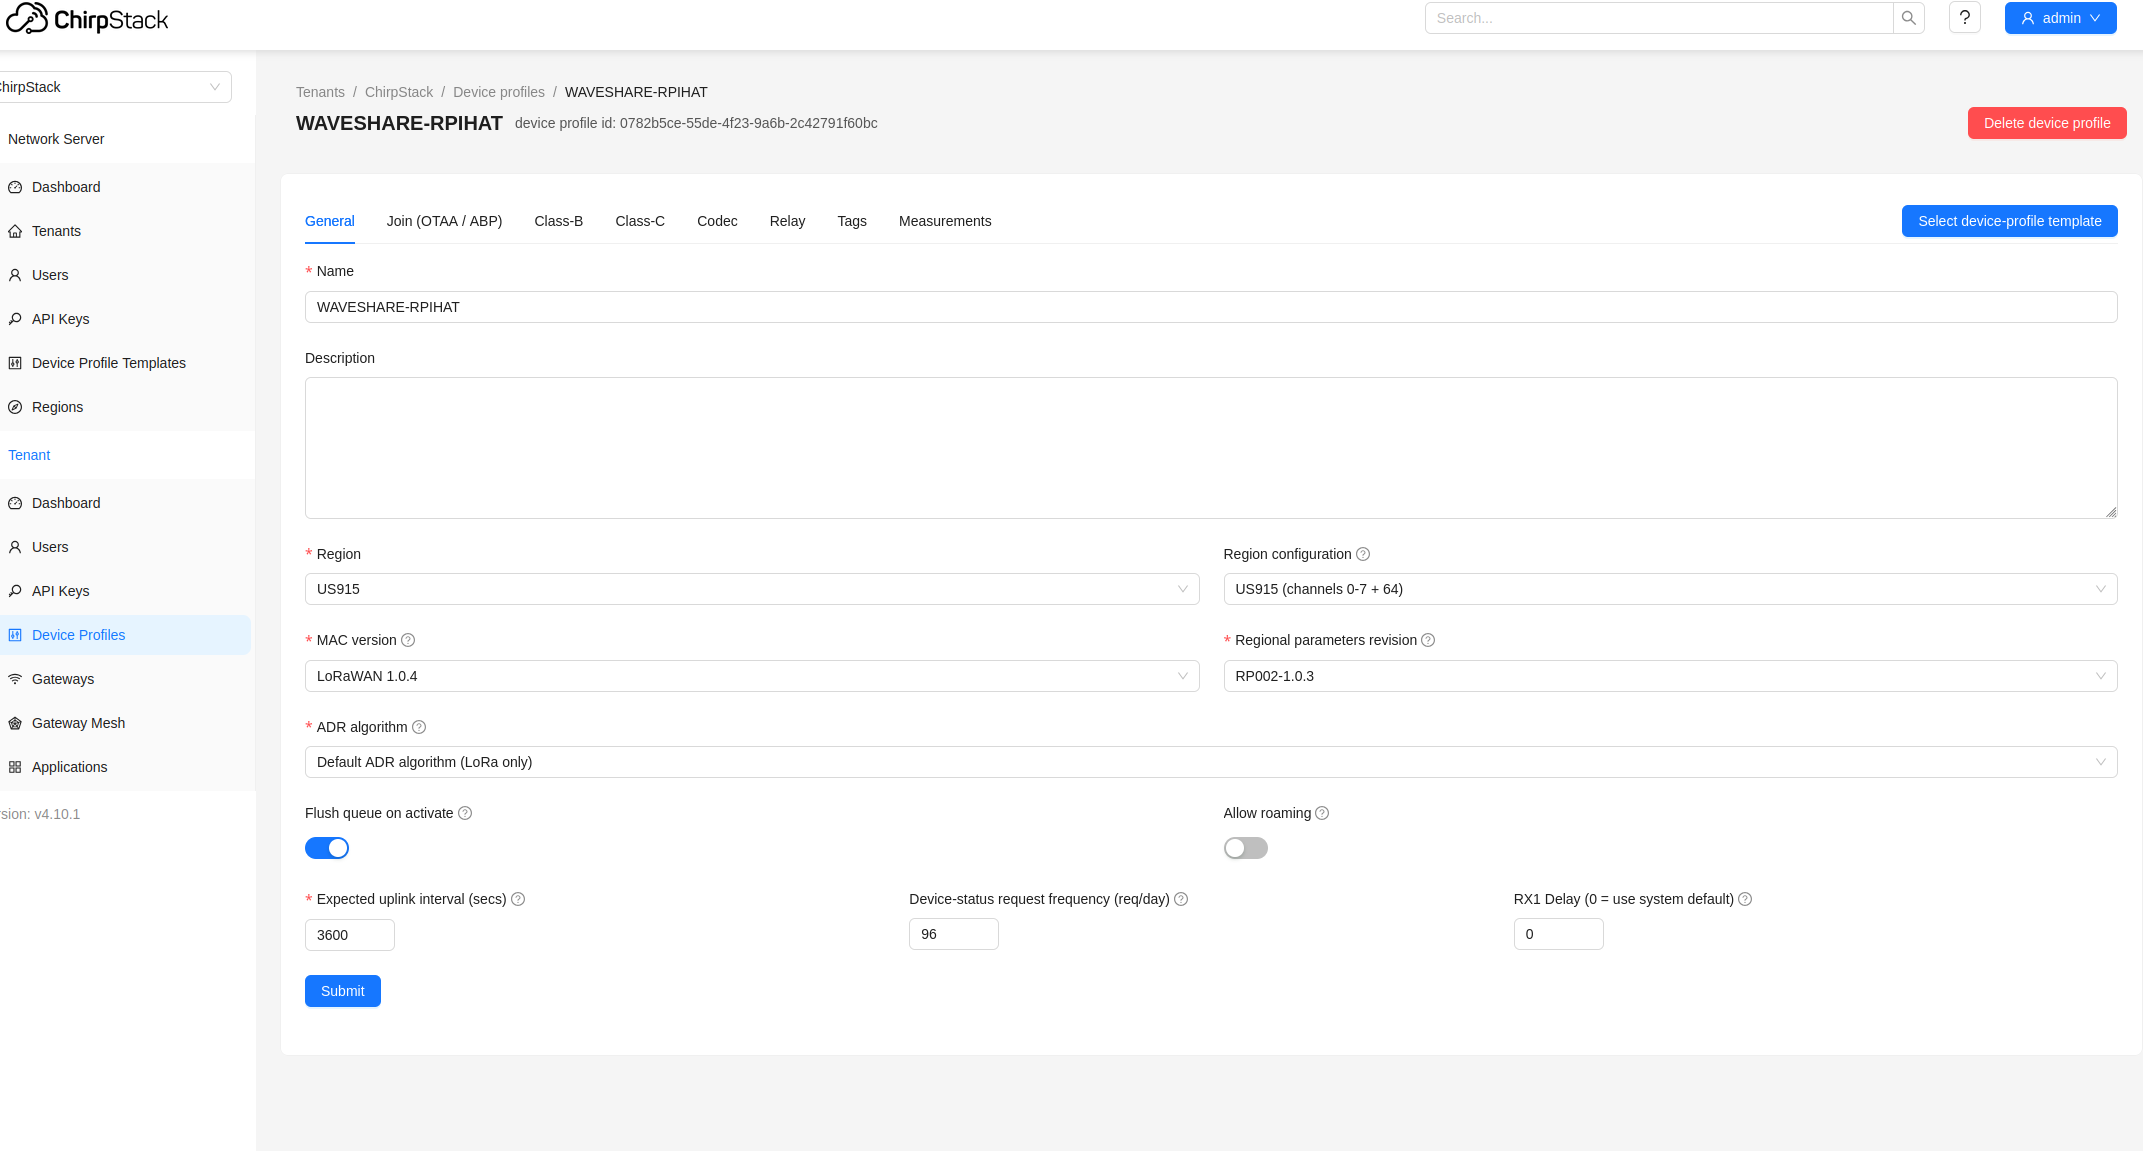 ChirpStack
Search...
?
admin
hirpStack
Network Server
Dashboard
Tenants
Users
API Keys
Device Profile Templates
Regions
Tenant
Dashboard
Users
API Keys
Device Profiles
Gateways
Gateway Mesh
Applications
sion: v4.10.1
Tenants / ChirpStack / Device profiles / WAVESHARE-RPIHAT
WAVESHARE-RPIHAT device profile id: 0782b5ce-55de-4f23-9a6b-2c42791f60bc
Delete device profile
General Join (OTAA / ABP) Class-B Class-C Codec Relay Tags Measurements
Select device-profile template
* Name
WAVESHARE-RPIHAT
Description
* Region
US915
Region configuration
US915 (channels 0-7 + 64)
* MAC version
LoRaWAN 1.0.4
* Regional parameters revision
RP002-1.0.3
* ADR algorithm
Default ADR algorithm (LoRa only)
Flush queue on activate
Allow roaming
* Expected uplink interval (secs)
3600
Device-status request frequency (req/day)
96
RX1 Delay (0 = use system default)
0
Submit